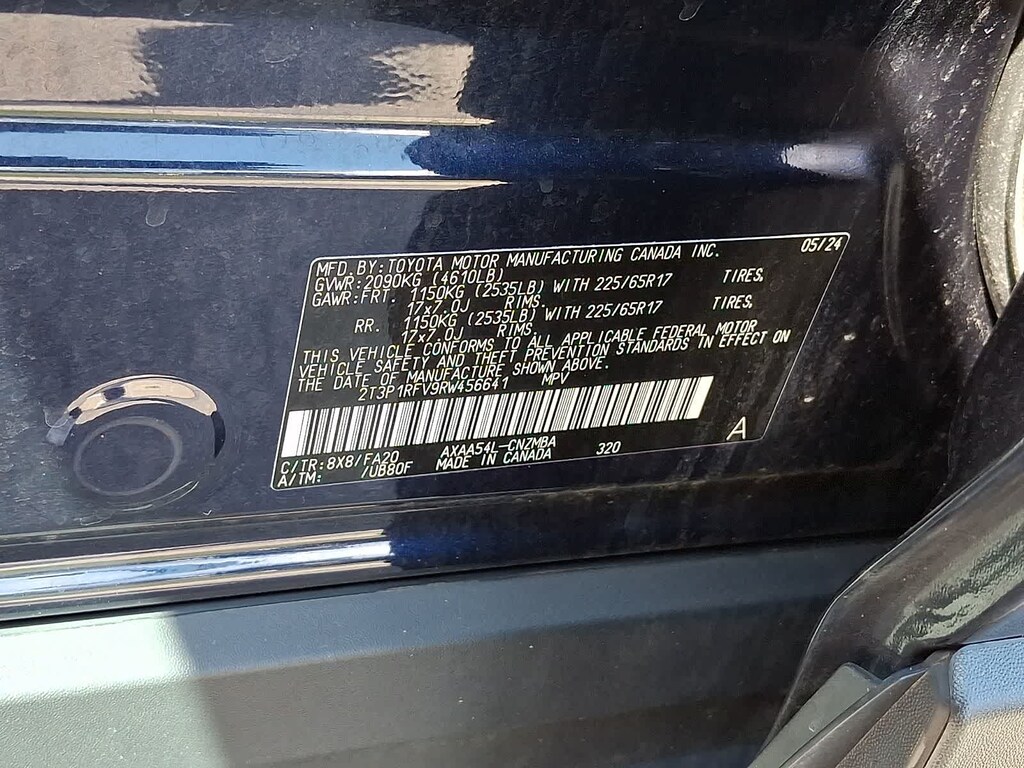 05/24
MFD. BY: TOYOTA MOTOR MANUFACTURING CANADA INC.
GVWR: 2090KG (4610LB)
GAWR: FRT. 1150KG (2535LB) WITH 225/65R17 TIRES,
17x7.0J RIMS.
RR. 1150KG (2535LB) WITH 225/65R17 TIRES,
17x7.0J RIMS.
THIS VEHICLE CONFORMS TO ALL APPLICABLE FEDERAL MOTOR
VEHICLE SAFETY AND THEFT PREVENTION STANDARDS IN EFFECT ON
THE DATE OF MANUFACTURE SHOWN ABOVE.
2T3P1RFV9RW456641 MPV
C/TR: 8X8/FA20 AXAA54L-CNZMBA 320 A
A/TM: /UB80F MADE IN CANADA